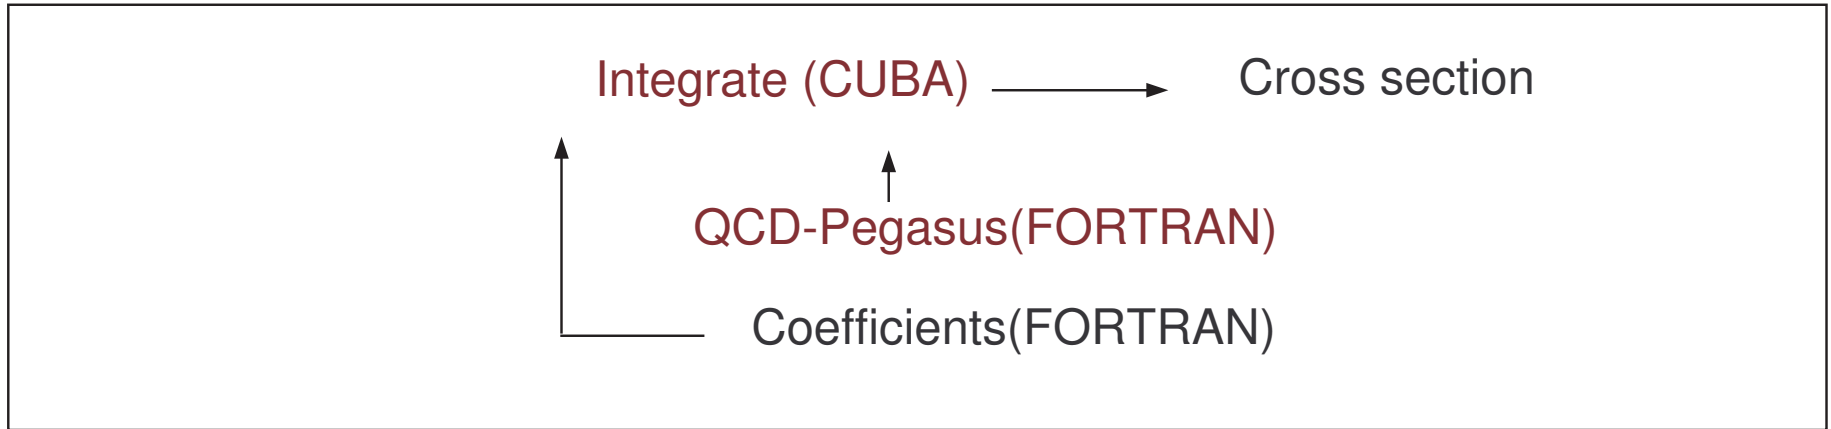 Integrate (CUBA) Cross section
QCD-Pegasus(FORTRAN)
Coefficients(FORTRAN)